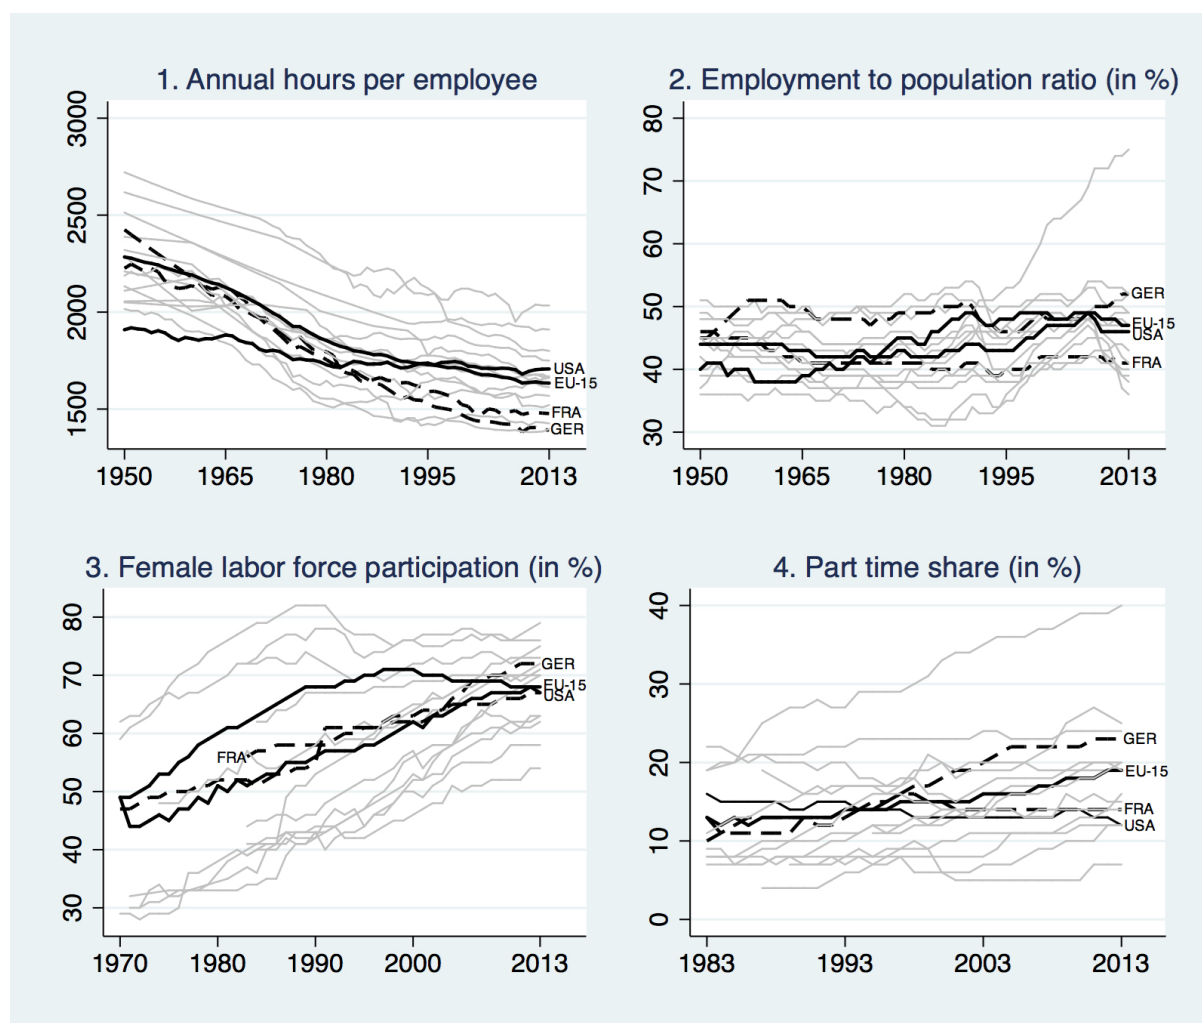 1. Annual hours per employee
3000
2500
2000
1500
USA
EU-15
FRA
GER
1950 1965 1980 1995 2013
2. Employment to population ratio (in %)
80
70
60
50
40
30
GER
EU-15
USA
FRA
1950 1965 1980 1995 2013
3. Female labor force participation (in %)
80
70
60
50
40
30
GER
EU-15
USA
FRA
1970 1980 1990 2000 2013
4. Part time share (in %)
40
30
20
10
0
GER
EU-15
FRA
USA
1983 1993 2003 2013